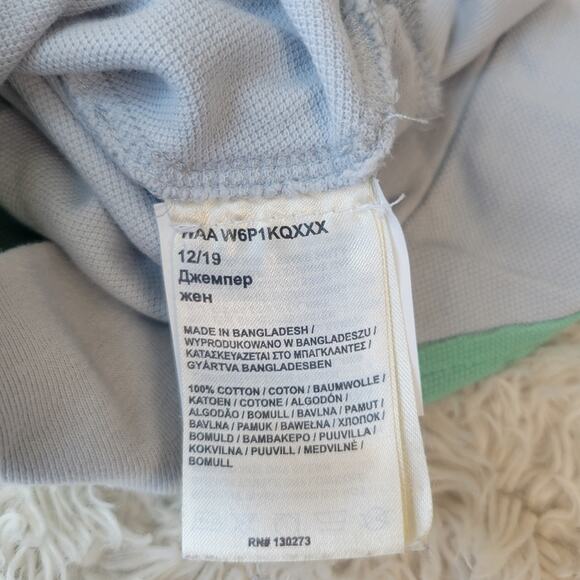 WAA W6P1KQXXX
12/19
Джемпер
жен
MADE IN BANGLADESH /
WYPRODUKOWANO W BANGLADESZU /
ΚΑΤΑΣΚΕΥΑΖΕΤΑΙ ΣΤΟ ΜΠΑΓΚΛΑΝΤΕΣ /
GYÁRTVA BANGLADESBEN
100% COTTON / COTON / BAUMWOLLE /
KATOEN / COTONE / ALGODÓN /
ALGODÃO / BOMULL / BAVLNA / PAMUT /
BAVLNA / PAMUK / BAWEŁNA / ХЛОПОК /
BOMULD / ΒΑΜΒΑΚΕΡΟ / PUUVILLA /
KOKVILNA / PUUVILL / MEDVILNĖ /
BOMULL
RN# 130273